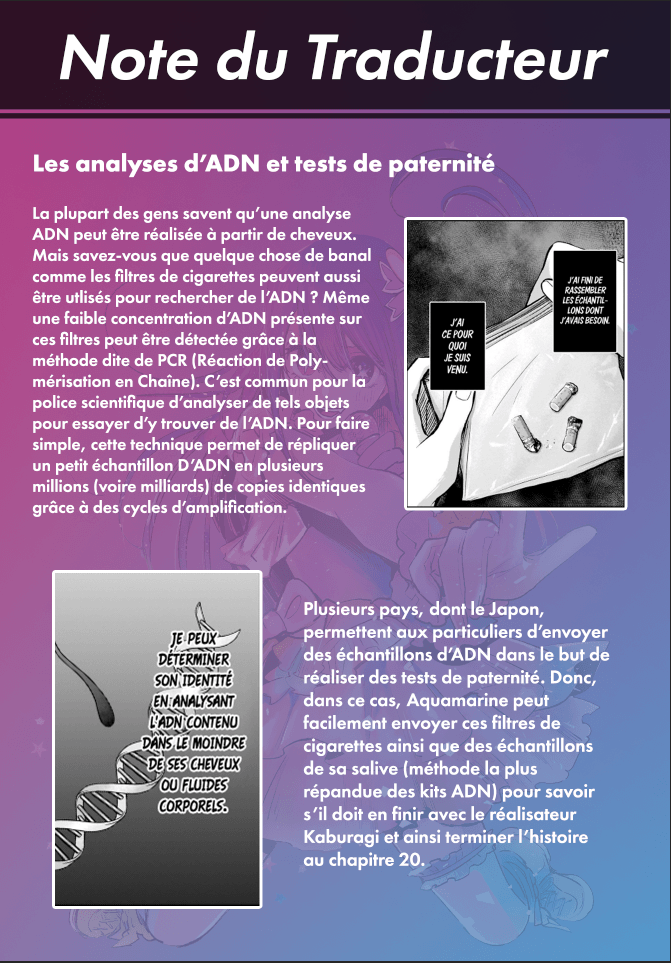 Note du Traducteur
Les analyses d’ADN et tests de paternité
La plupart des gens savent qu’une analyse
ADN peut être réalisée à partir de cheveux.
Mais savez-vous que quelque chose de banal
comme les filtres de cigarettes peuvent aussi
être utlisés pour rechercher de l’ADN ? Même
une faible concentration d’ADN présente sur
ces filtres peut être détectée grâce à la
méthode dite de PCR (Réaction de Poly-
mérisation en Chaîne). C’est commun pour la
police scientifique d’analyser de tels objets
pour essayer d’y trouver de l’ADN. Pour faire
simple, cette technique permet de répliquer
un petit échantillon D’ADN en plusieurs
millions (voire milliards) de copies identiques
grâce à des cycles d’amplification.
J’AI FINI DE
RASSEMBLER
LES ÉCHANTIL-
LONS DONT
J’AVAIS BESOIN.
J’AI
CE POUR
QUOI
JE SUIS
VENU.
JE PEUX
DÉTERMINER
SON IDENTITÉ
EN ANALYSANT
L’ADN CONTENU
DANS LE MOINDRE
DE SES CHEVEUX
OU FLUIDES
CORPORELS.
Plusieurs pays, dont le Japon,
permettent aux particuliers d’envoyer
des échantillons d’ADN dans le but de
réaliser des tests de paternité. Donc,
dans ce cas, Aquamarine peut
facilement envoyer ces filtres de
cigarettes ainsi que des échantillons
de sa salive (méthode la plus
répandue des kits ADN) pour savoir
s’il doit en finir avec le réalisateur
Kaburagi et ainsi terminer l’histoire
au chapitre 20.